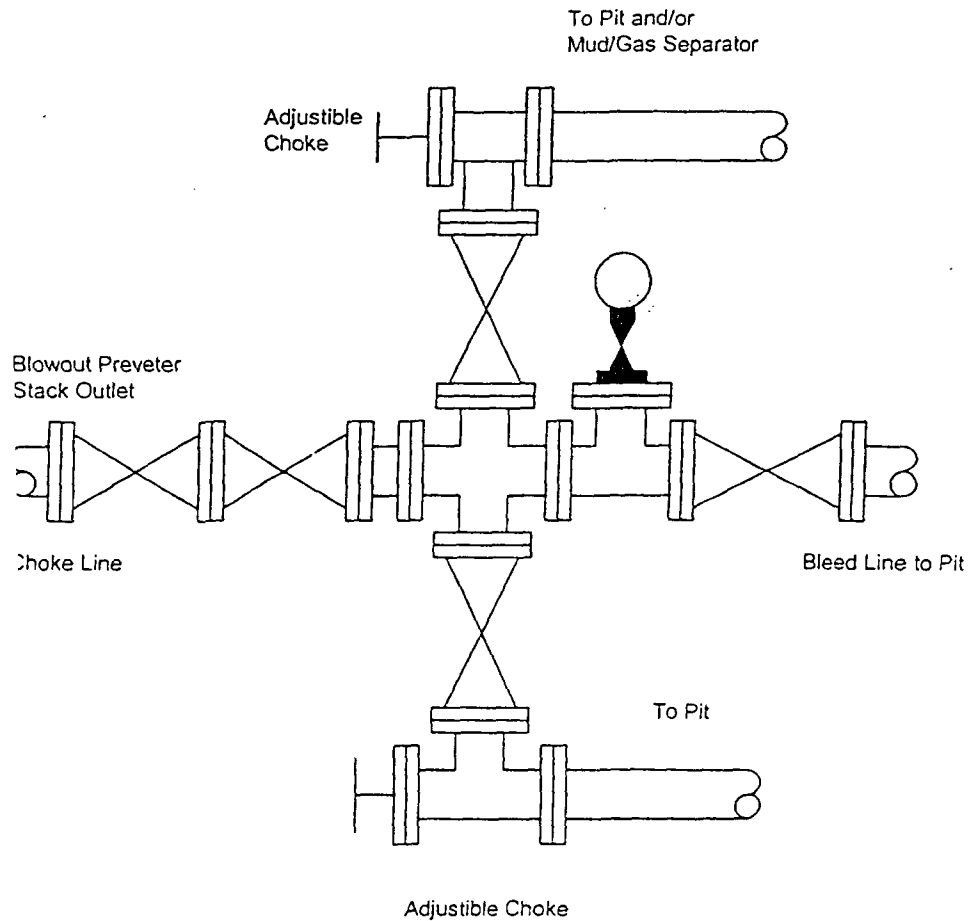 To Pit and/or
Mud/Gas Separator
Adjustible
Choke
Blowout Preveter
Stack Outlet
Choke Line
Bleed Line to Pit
To Pit
Adjustible Choke